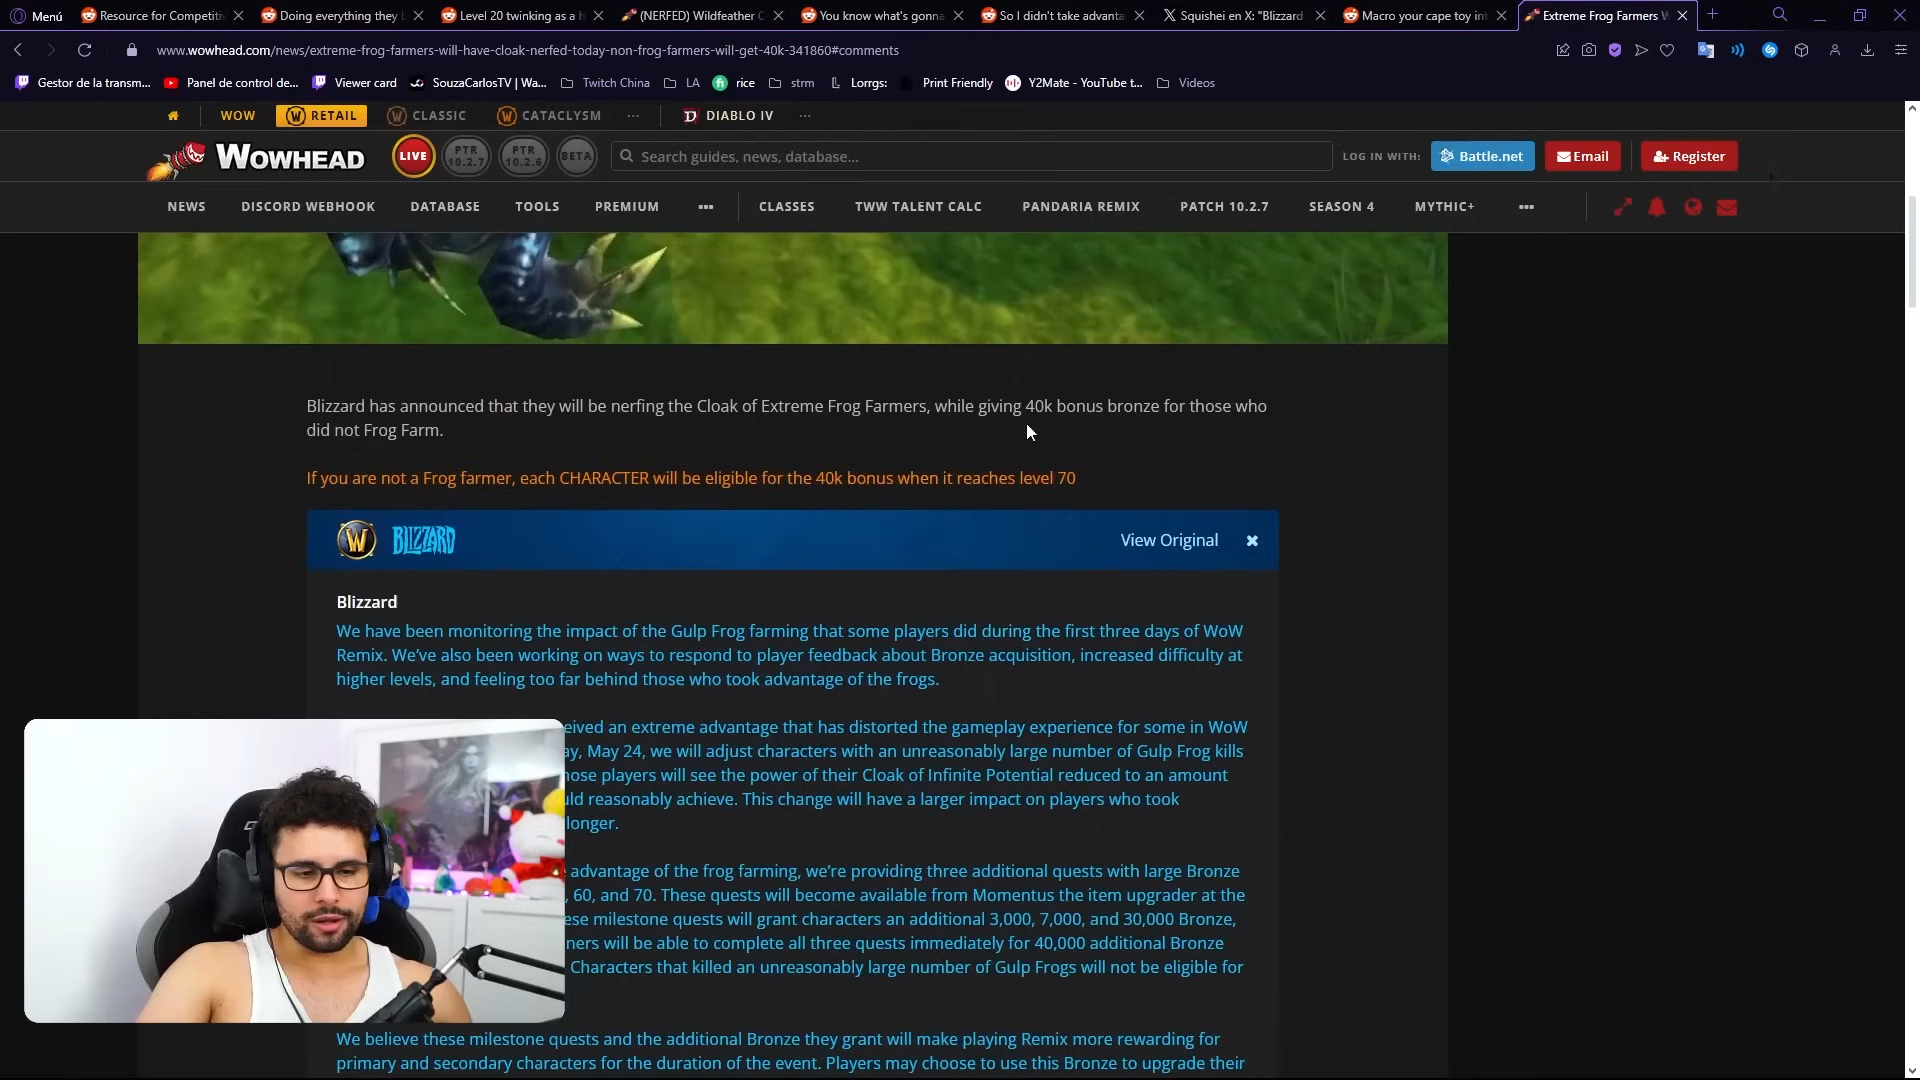 Menú
Resource for Competiti
Doing everything they
Level 20 twinking as a h
(NERFED) Wildfeather C
You know what's gonna
So I didn't take advanta
Squishei en X: "Blizzard
Macro your cape toy int
Extreme Frog Farmers W
www.wowhead.com/news/extreme-frog-farmers-will-have-cloak-nerfed-today-non-frog-farmers-will-get-40k-341860#comments
Gestor de la transm...
Panel de control de...
Viewer card
SouzaCarlosTV | Wa...
Twitch China
LA
rice
strm
Lorrgs:
Print Friendly
Y2Mate - YouTube t...
Videos
WOW
RETAIL
CLASSIC
CATACLYSM
DIABLO IV
WOWHEAD
LIVE
PTR
10.2.7
PTR
10.2.6
BETA
Search guides, news, database...
LOG IN WITH:
Battle.net
Email
Register
NEWS
DISCORD WEBHOOK
DATABASE
TOOLS
PREMIUM
CLASSES
TWW TALENT CALC
PANDARIA REMIX
PATCH 10.2.7
SEASON 4
MYTHIC+
Blizzard has announced that they will be nerfing the Cloak of Extreme Frog Farmers, while giving 40k bonus bronze for those who
did not Frog Farm.
If you are not a Frog farmer, each CHARACTER will be eligible for the 40k bonus when it reaches level 70
BLIZZARD
View Original
Blizzard
We have been monitoring the impact of the Gulp Frog farming that some players did during the first three days of WoW
Remix. We've also been working on ways to respond to player feedback about Bronze acquisition, increased difficulty at
higher levels, and feeling too far behind those who took advantage of the frogs.
eived an extreme advantage that has distorted the gameplay experience for some in WoW
ay, May 24, we will adjust characters with an unreasonably large number of Gulp Frog kills
hose players will see the power of their Cloak of Infinite Potential reduced to an amount
uld reasonably achieve. This change will have a larger impact on players who took
longer.
advantage of the frog farming, we're providing three additional quests with large Bronze
, 60, and 70. These quests will become available from Momentus the item upgrader at the
ese milestone quests will grant characters an additional 3,000, 7,000, and 30,000 Bronze,
ners will be able to complete all three quests immediately for 40,000 additional Bronze
Characters that killed an unreasonably large number of Gulp Frogs will not be eligible for
We believe these milestone quests and the additional Bronze they grant will make playing Remix more rewarding for
primary and secondary characters for the duration of the event. Players may choose to use this Bronze to upgrade their